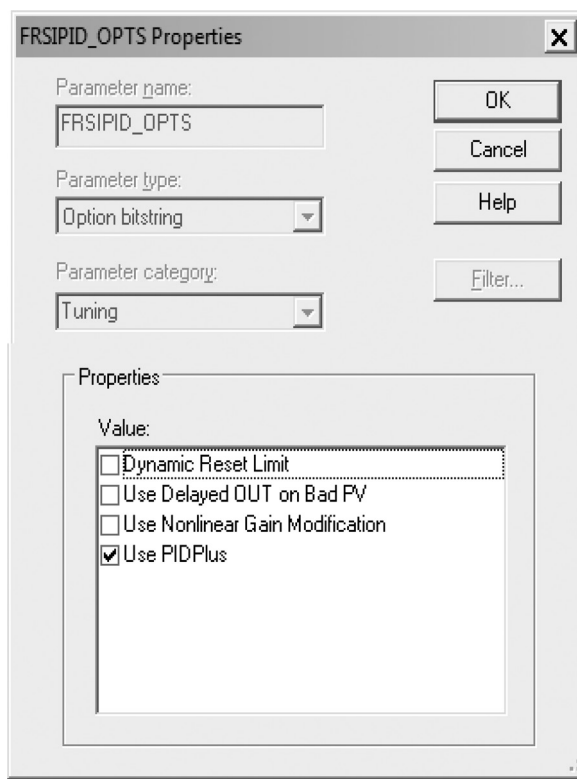 FRSIPID_OPTS Properties
Parameter name:
FRSIPID_OPTS
OK
Cancel
Parameter type:
Option bitstring
Help
Parameter category:
Tuning
Filter...
Properties
Value:
Dynamic Reset Limit
Use Delayed OUT on Bad PV
Use Nonlinear Gain Modification
Use PIDPlus